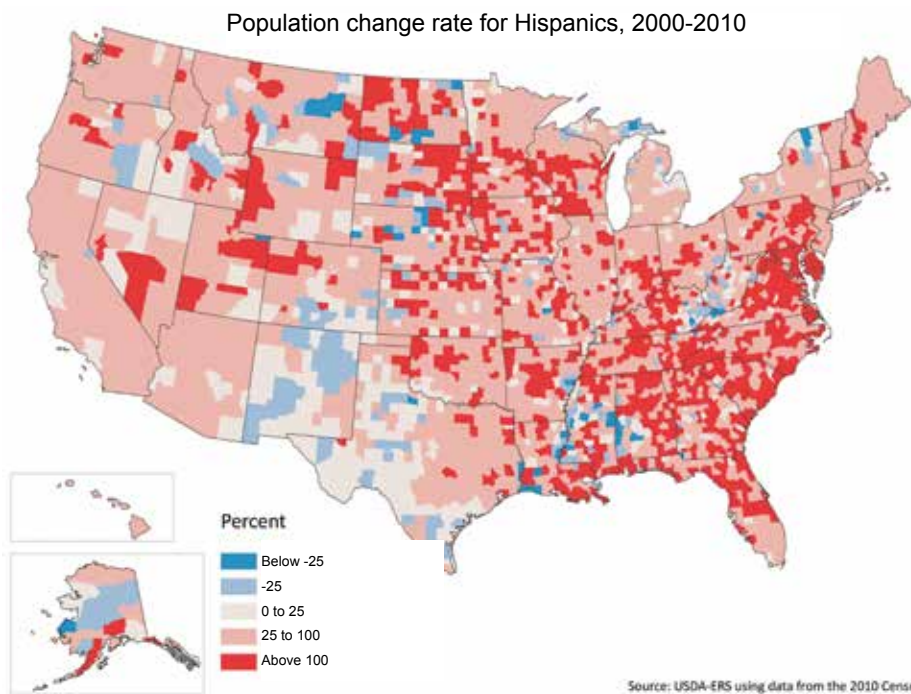 Population change rate for Hispanics, 2000-2010
Percent
Below -25
-25
0 to 25
25 to 100
Above 100
Source: USDA-ERS using data from the 2010 Censu